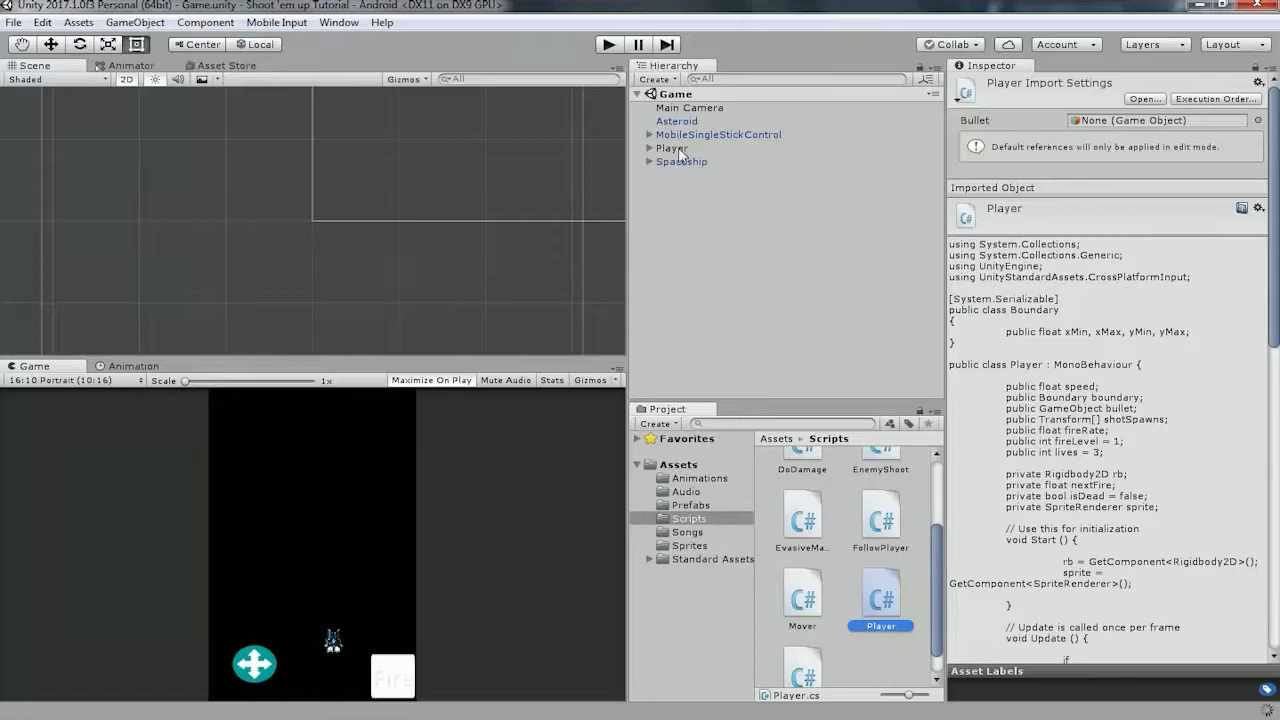 Unity 2017.1.0f3 Personal (64bit) - Game.unity - Shoot 'em up Tutorial - Android <DX11 on DX9 GPU>
File Edit Assets GameObject Component Mobile Input Window Help
Center Local Collab Account Layers Layout
Scene Animator Asset Store
Shaded 2D Gizmos All
Hierarchy
Create All
Game
Main Camera
Asteroid
MobileSingleStickControl
Player
Spaceship
Inspector
Player Import Settings
Open... Execution Order...
Bullet None (Game Object)
Default references will only be applied in edit mode.
Imported Object
Player
using System.Collections;
using System.Collections.Generic;
using UnityEngine;
using UnityStandardAssets.CrossPlatformInput;
[System.Serializable]
public class Boundary
{
public float xMin, xMax, yMin, yMax;
}
public class Player : MonoBehaviour {
public float speed;
public Boundary boundary;
public GameObject bullet;
public Transform[] shotSpawns;
public float fireRate;
public int fireLevel = 1;
public int lives = 3;
private Rigidbody2D rb;
private float nextFire;
private bool isDead = false;
private SpriteRenderer sprite;
// Use this for initialization
void Start () {
rb = GetComponent<Rigidbody2D>();
sprite =
GetComponent<SpriteRenderer>();
}
// Update is called once per frame
void Update () {
if
Asset Labels
Game Animation
16:10 Portrait (10:16) Scale 1x Maximize On Play Mute Audio Stats Gizmos
Fire
Project
Create
Favorites
Assets
Animations
Audio
Prefabs
Scripts
Songs
Sprites
Standard Assets
Assets Scripts
DoDamage EnemyShoot
C# C#
EvasiveMa... FollowPlayer
C# C#
Mover Player
C#
Player.cs